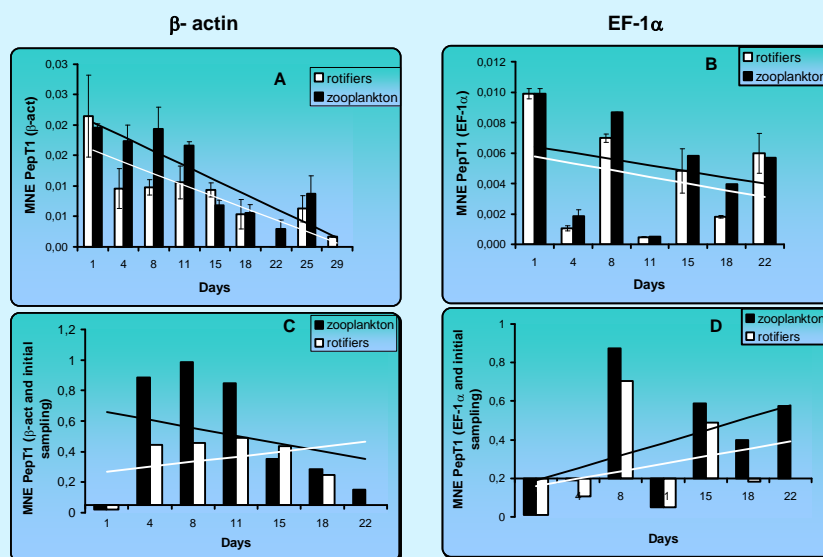 β- actin
EF-1α
A
rotifiers
zooplankton
MNE PepT1 (β-act)
0,03
0,03
0,02
0,02
0,01
0,01
0,00
1 4 8 11 15 18 22 25 29
Days
B
rotifiers
zooplankton
MNE PepT1 (EF-1α)
0,012
0,010
0,008
0,006
0,004
0,002
0,000
1 4 8 11 15 18 22
Days
C
zooplankton
rotifiers
MNE PepT1 (β-act and initial
sampling)
1,2
1
0,8
0,6
0,4
0,2
0
1 4 8 11 15 18 22
Days
D
zooplankton
rotifiers
MNE PepT1 (EF-1α and initial
sampling)
1
0,8
0,6
0,4
0,2
0
4 8 15 18 22
Days